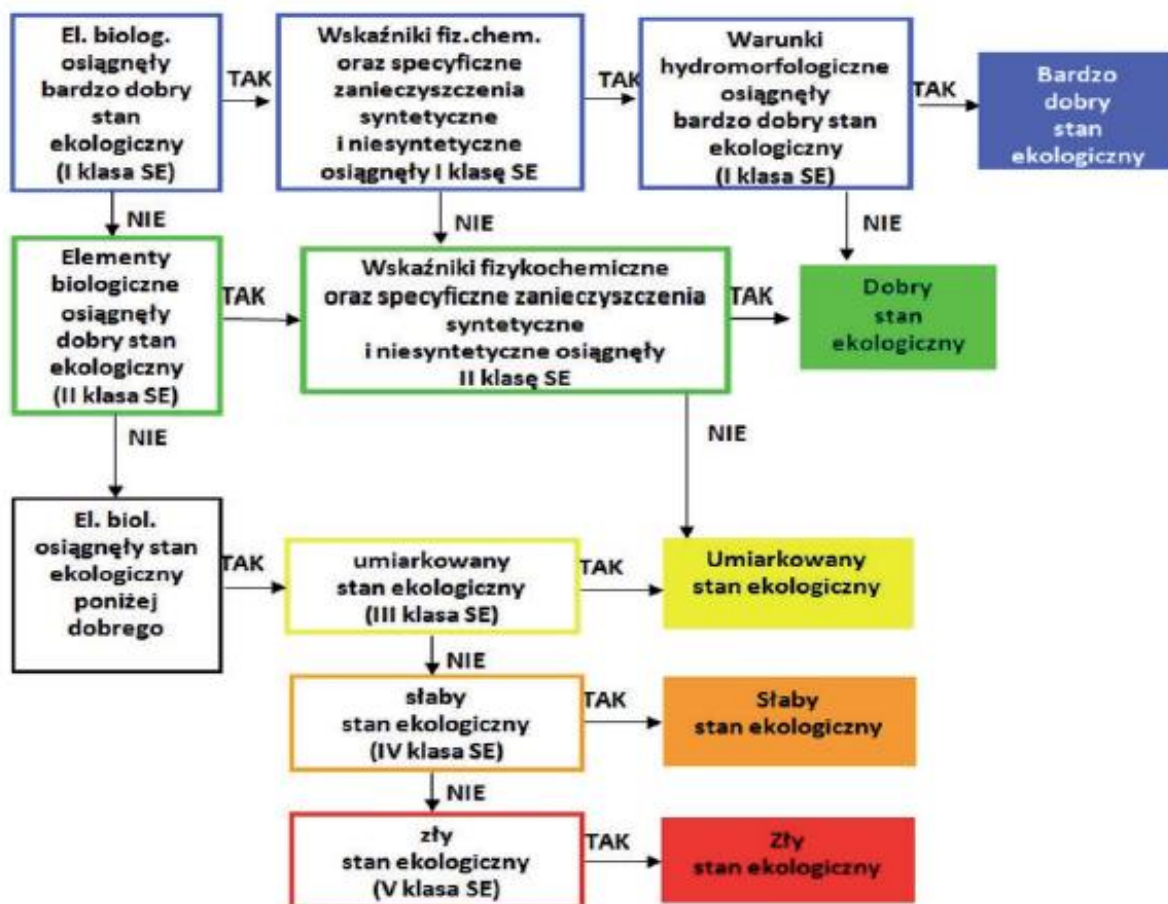 El. biolog.
osiągnęły
bardzo dobry
stan
ekologiczny
(I klasa SE)
TAK
Wskaźniki fiz.chem.
oraz specyficzne
zanieczyszczenia
syntetyczne
i niesyntetyczne
osiągnęły I klasę SE
TAK
Warunki
hydromorfologiczne
osiągnęły
bardzo dobry stan
ekologiczny
(I klasa SE)
TAK
Bardzo
dobry
stan
ekologiczny
NIE
NIE
NIE
Elementy
biologiczne
osiągnęły
dobry stan
ekologiczny
(II klasa SE)
TAK
Wskaźniki fizykochemiczne
oraz specyficzne zanieczyszczenia
syntetyczne
i niesyntetyczne osiągnęły
II klasę SE
TAK
Dobry
stan
ekologiczny
NIE
NIE
El. biol.
osiągnęły stan
ekologiczny
poniżej
dobrego
TAK
umiarkowany
stan ekologiczny
(III klasa SE)
TAK
Umiarkowany
stan ekologiczny
NIE
słaby
stan ekologiczny
(IV klasa SE)
TAK
Słaby
stan ekologiczny
NIE
zły
stan ekologiczny
(V klasa SE)
TAK
Zły
stan ekologiczny